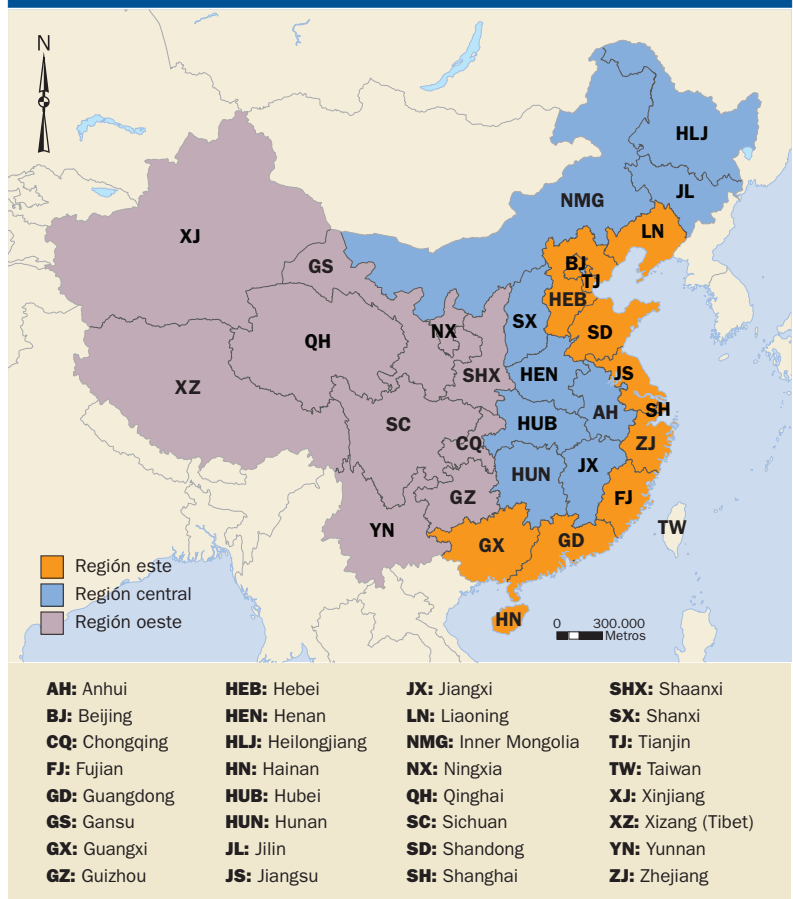 N
HLJ
JL
NMG
LN
XJ
BJ
GS
TJ
HEB
SX
NX
SD
QH
HEN
JS
SHX
XZ
AH
SH
SC
HUB
CQ
ZJ
JX
HUN
GZ
FJ
YN
TW
GX
GD
HN
Región este
Región central
Región oeste
0 300.000
Metros
AH: Anhui
BJ: Beijing
CQ: Chongqing
FJ: Fujian
GD: Guangdong
GS: Gansu
GX: Guangxi
GZ: Guizhou
HEB: Hebei
HEN: Henan
HLJ: Heilongjiang
HN: Hainan
HUB: Hubei
HUN: Hunan
JL: Jilin
JS: Jiangsu
JX: Jiangxi
LN: Liaoning
NMG: Inner Mongolia
NX: Ningxia
QH: Qinghai
SC: Sichuan
SD: Shandong
SH: Shanghai
SHX: Shaanxi
SX: Shanxi
TJ: Tianjin
TW: Taiwan
XJ: Xinjiang
XZ: Xizang (Tibet)
YN: Yunnan
ZJ: Zhejiang